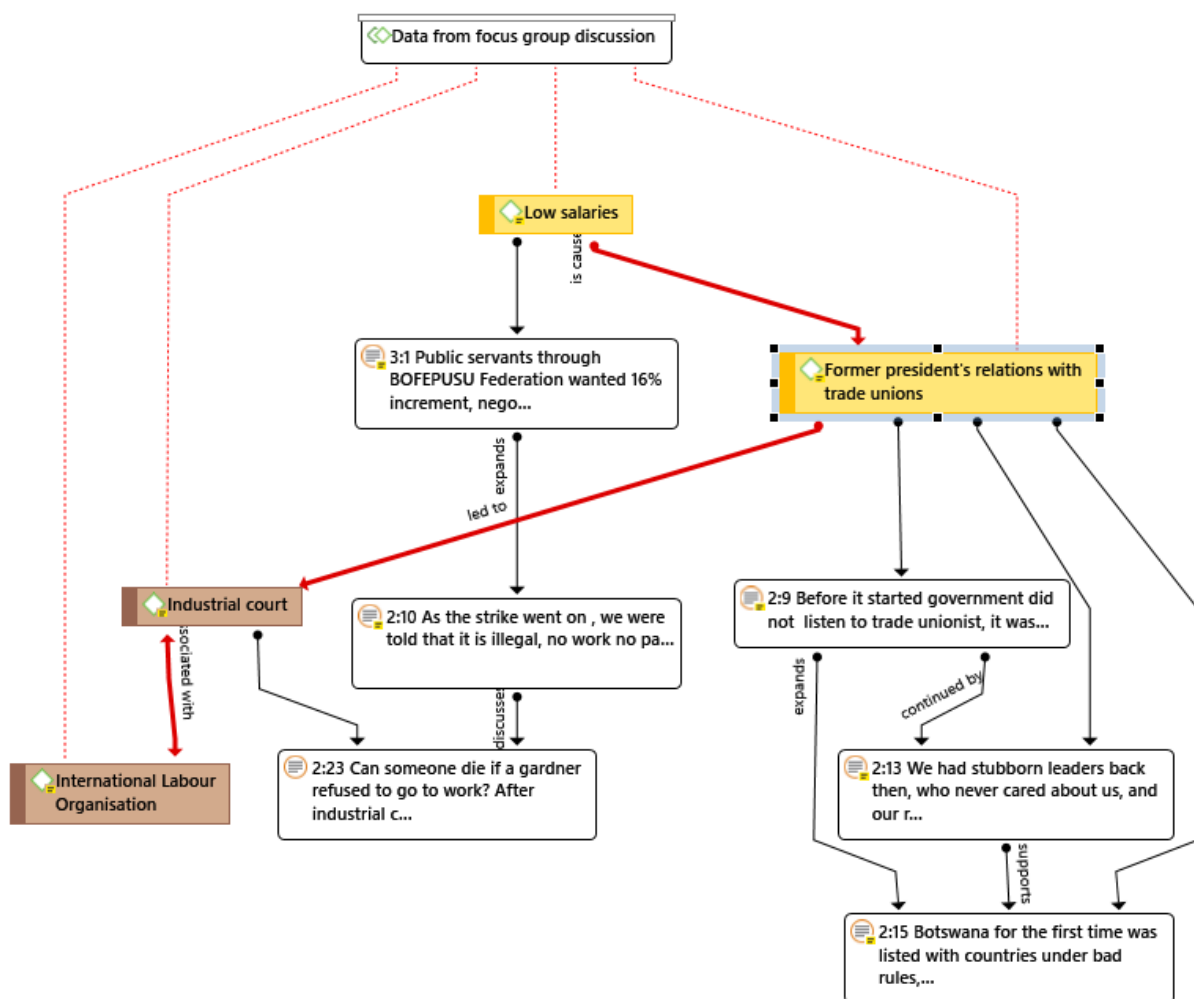 Data from focus group discussion
Low salaries
is cause
3:1 Public servants through
BOFEPUSU Federation wanted 16%
increment, nego...
Former president's relations with
trade unions
expands
led to
Industrial court
2:10 As the strike went on , we were
told that it is illegal, no work no pa...
2:9 Before it started government did
not listen to trade unionist, it was...
sociated with
discusses
expands
continued by
International Labour
Organisation
2:23 Can someone die if a gardner
refused to go to work? After
industrial c...
2:13 We had stubborn leaders back
then, who never cared about us, and
our r...
supports
2:15 Botswana for the first time was
listed with countries under bad
rules,...